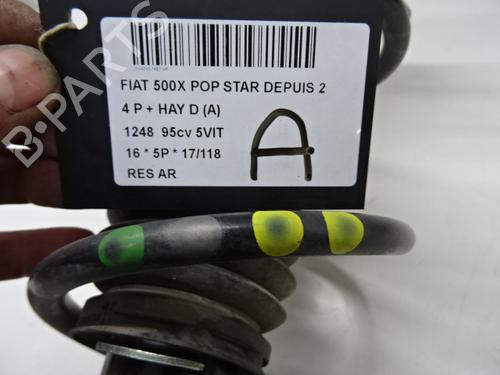 B-PARTS
FIAT 500X POP STAR DEPUIS 2
4 P + HAY D (A)
1248 95cv 5VIT
16 * 5P * 17/118
RES AR
A